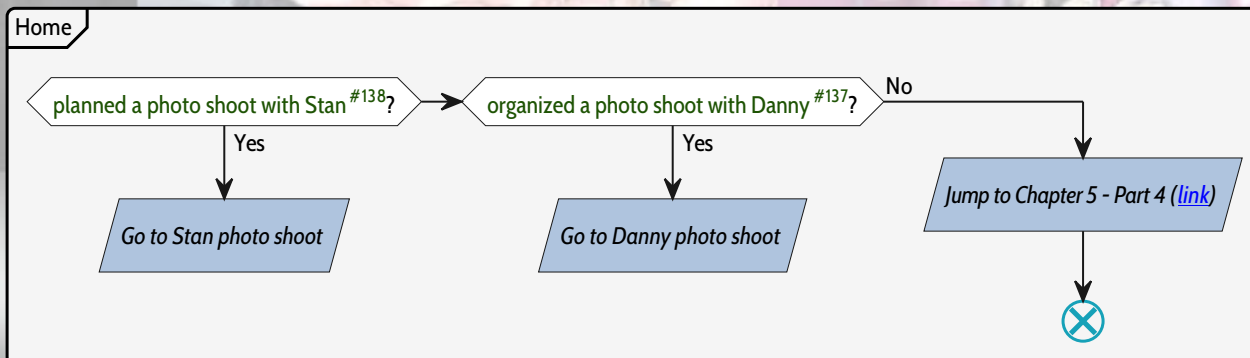 Home
planned a photo shoot with Stan #138?
organized a photo shoot with Danny #137?
No
Yes
Yes
Jump to Chapter 5 - Part 4 (link)
Go to Stan photo shoot
Go to Danny photo shoot